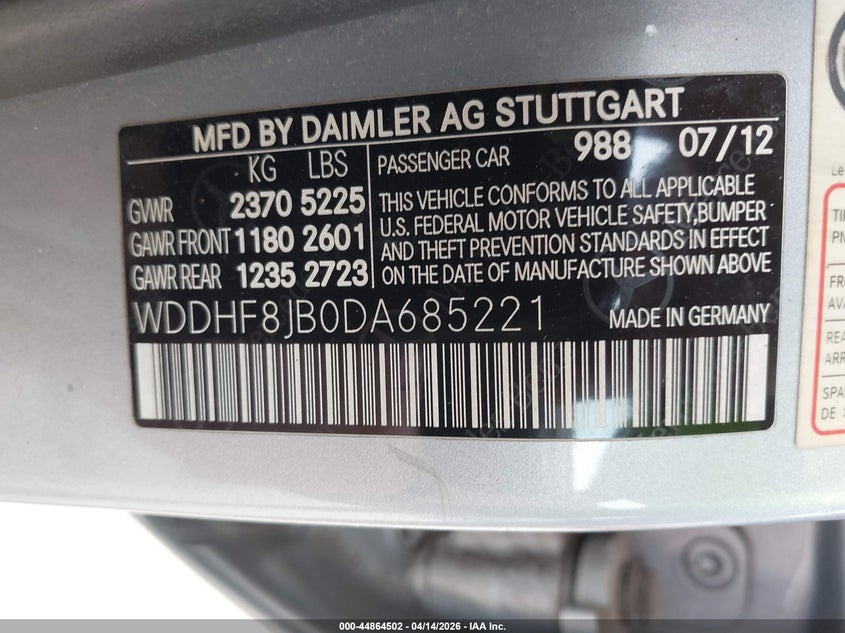 MFD BY DAIMLER AG STUTTGART
KG LBS
GVWR 2370 5225
GAWR FRONT 1180 2601
GAWR REAR 1235 2723
PASSENGER CAR 988 07/12
THIS VEHICLE CONFORMS TO ALL APPLICABLE
U.S. FEDERAL MOTOR VEHICLE SAFETY,BUMPER
AND THEFT PREVENTION STANDARDS IN EFFECT
ON THE DATE OF MANUFACTURE SHOWN ABOVE
WDDHF8JB0DA685221 MADE IN GERMANY
000-44864502 - 04/14/2026 - IAA Inc.